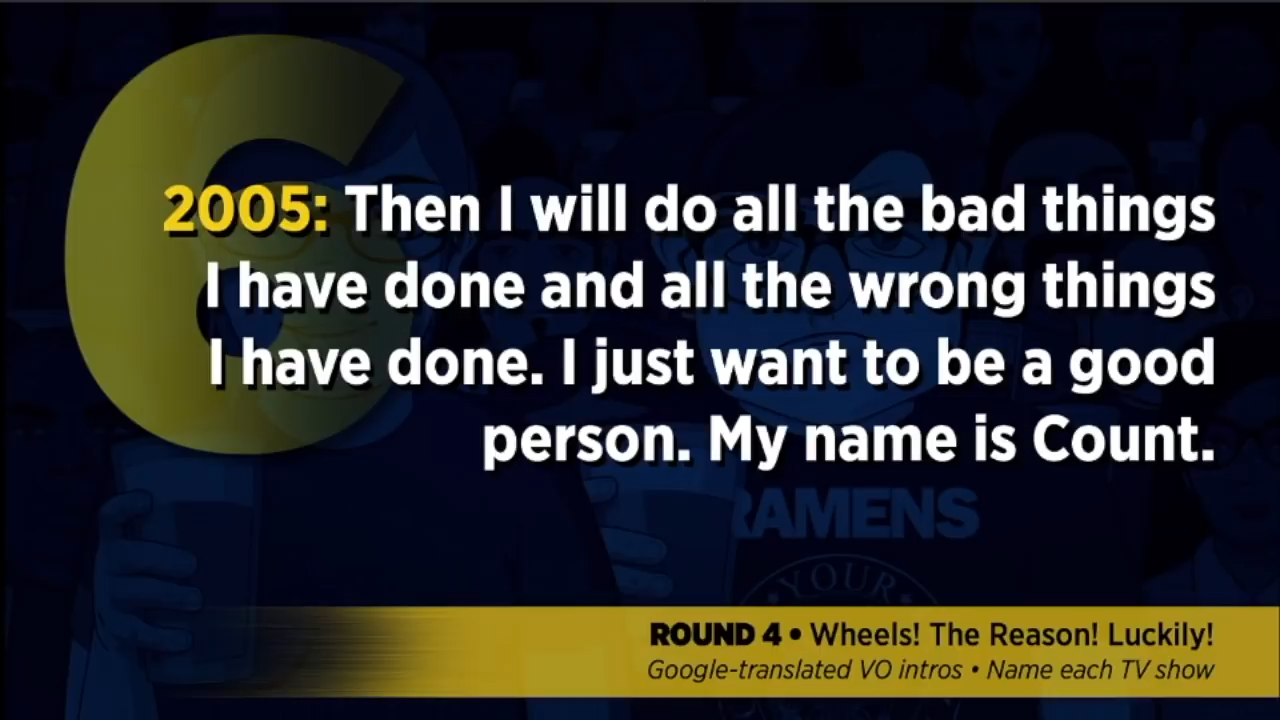 2005: Then I will do all the bad things
I have done and all the wrong things
I have done. I just want to be a good
person. My name is Count.
RAMENS
YOUR
ROUND 4 • Wheels! The Reason! Luckily!
Google-translated VO intros • Name each TV show